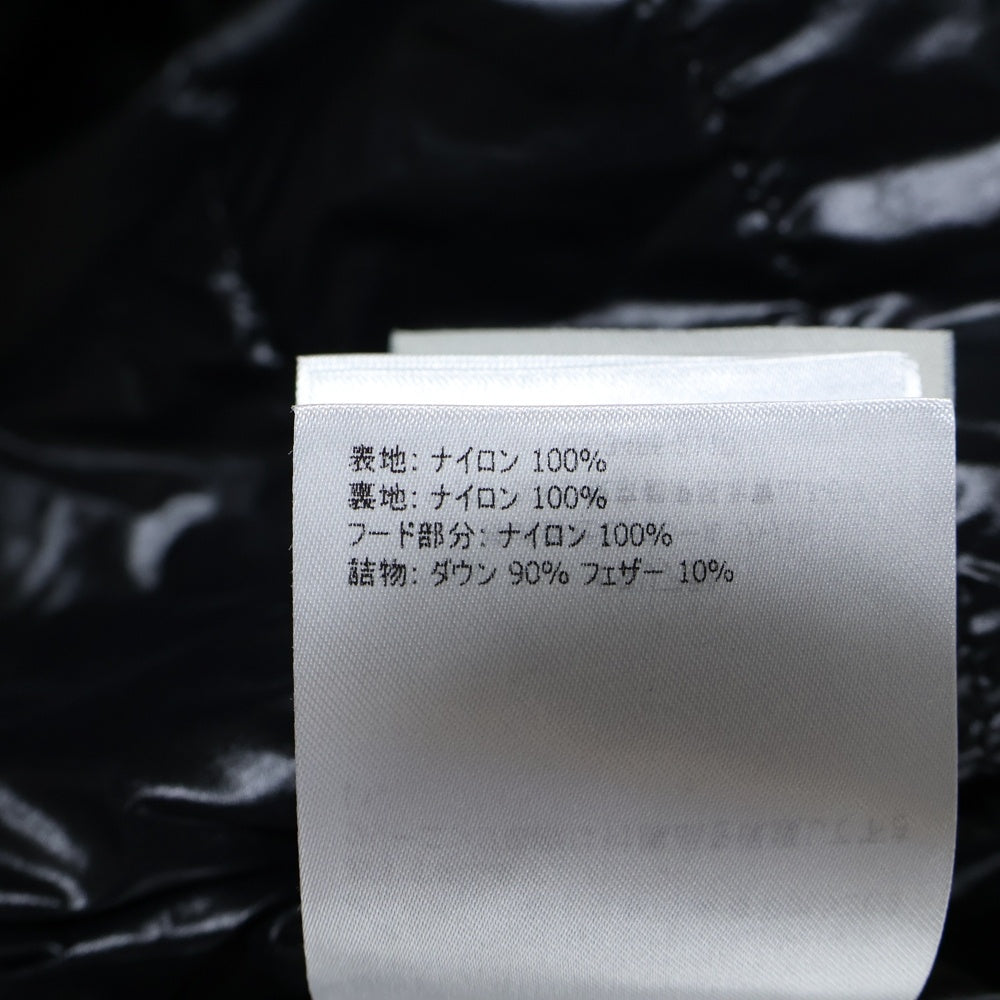 表地: ナイロン 100%
裏地: ナイロン 100%
フード部分: ナイロン 100%
詰物: ダウン 90% フェザー 10%